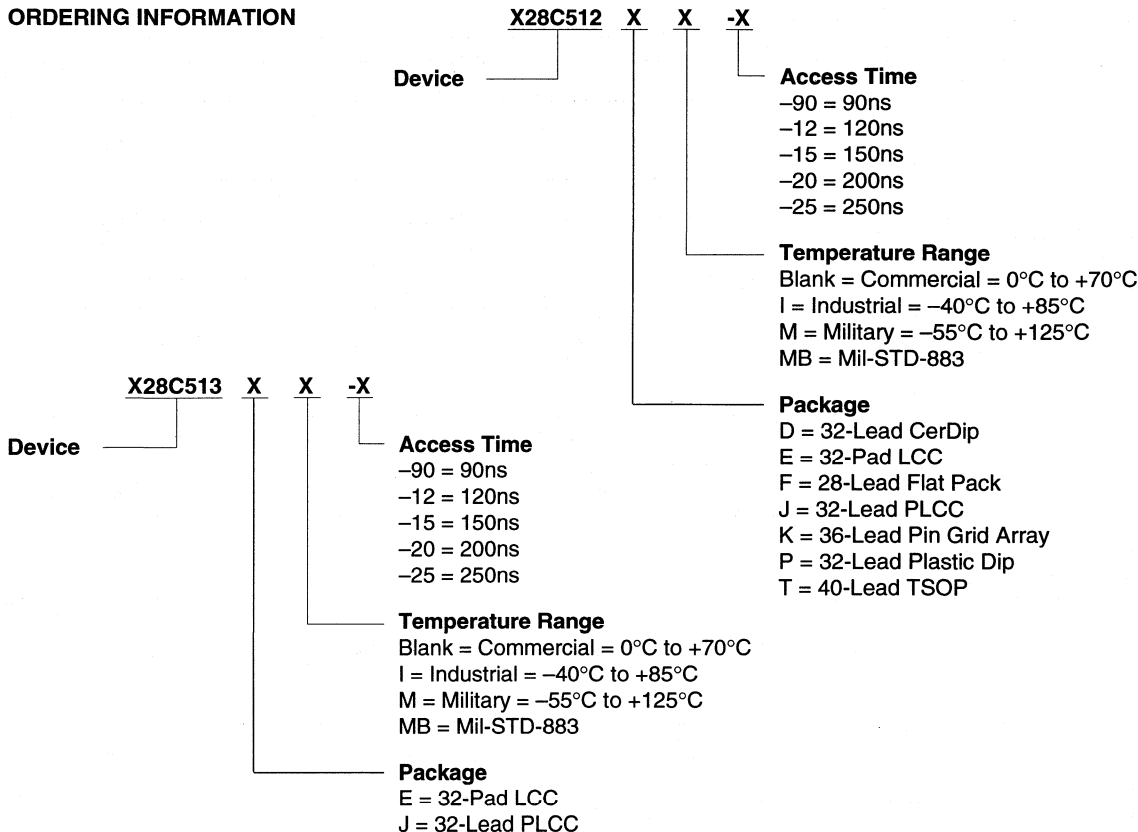 ORDERING INFORMATION
X28C512 X X -X
Device
Access Time
–90 = 90ns
–12 = 120ns
–15 = 150ns
–20 = 200ns
–25 = 250ns
Temperature Range
Blank = Commercial = 0°C to +70°C
I = Industrial = –40°C to +85°C
M = Military = –55°C to +125°C
MB = Mil-STD-883
Package
D = 32-Lead CerDip
E = 32-Pad LCC
F = 28-Lead Flat Pack
J = 32-Lead PLCC
K = 36-Lead Pin Grid Array
P = 32-Lead Plastic Dip
T = 40-Lead TSOP
X28C513 X X -X
Device
Access Time
–90 = 90ns
–12 = 120ns
–15 = 150ns
–20 = 200ns
–25 = 250ns
Temperature Range
Blank = Commercial = 0°C to +70°C
I = Industrial = –40°C to +85°C
M = Military = –55°C to +125°C
MB = Mil-STD-883
Package
E = 32-Pad LCC
J = 32-Lead PLCC